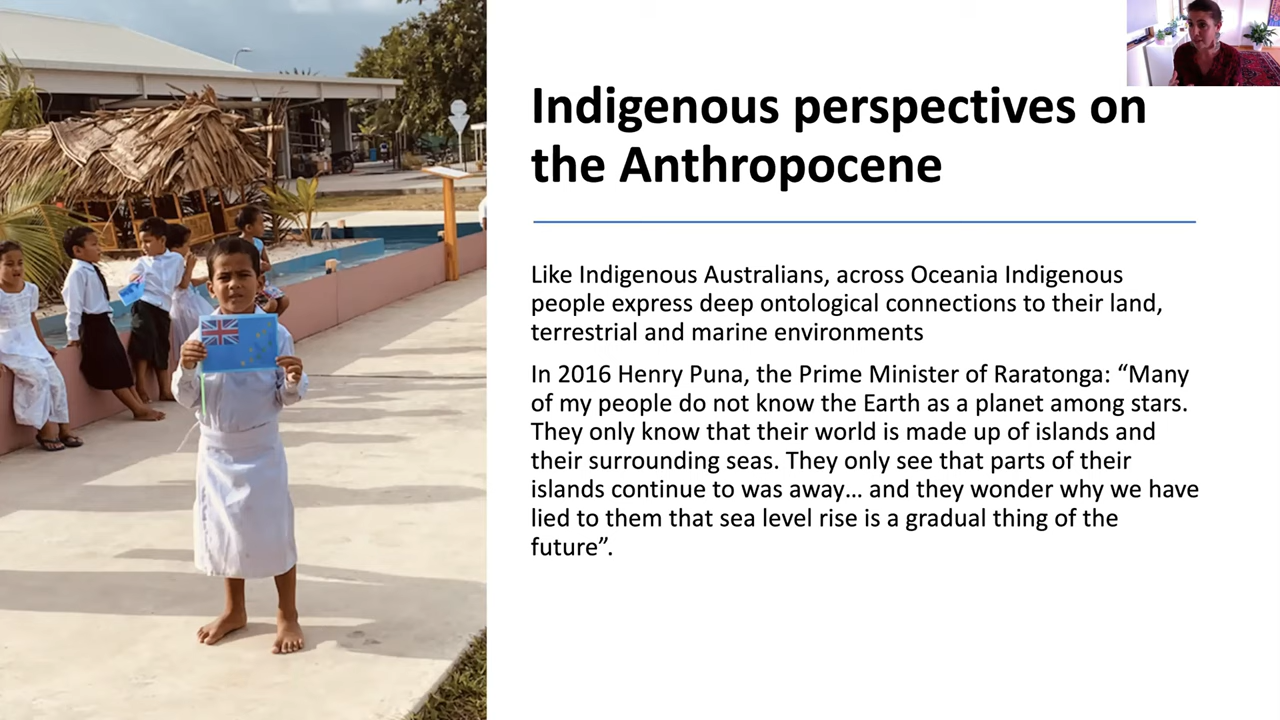 Indigenous perspectives on
the Anthropocene
Like Indigenous Australians, across Oceania Indigenous
people express deep ontological connections to their land,
terrestrial and marine environments
In 2016 Henry Puna, the Prime Minister of Raratonga: “Many
of my people do not know the Earth as a planet among stars.
They only know that their world is made up of islands and
their surrounding seas. They only see that parts of their
islands continue to was away… and they wonder why we have
lied to them that sea level rise is a gradual thing of the
future”.